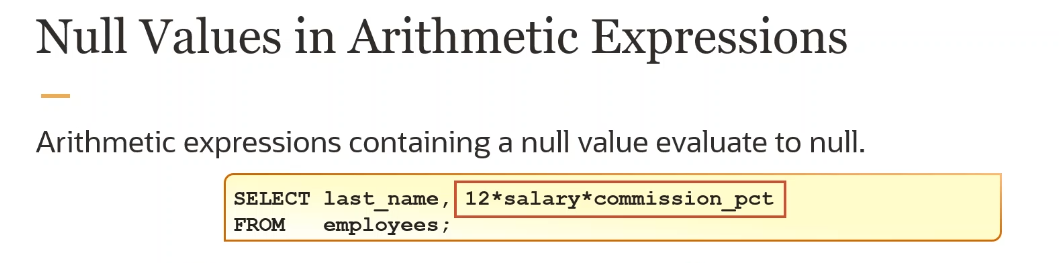 Null Values in Arithmetic Expressions
Arithmetic expressions containing a null value evaluate to null.
SELECT last_name, 12*salary*commission_pct
FROM   employees;